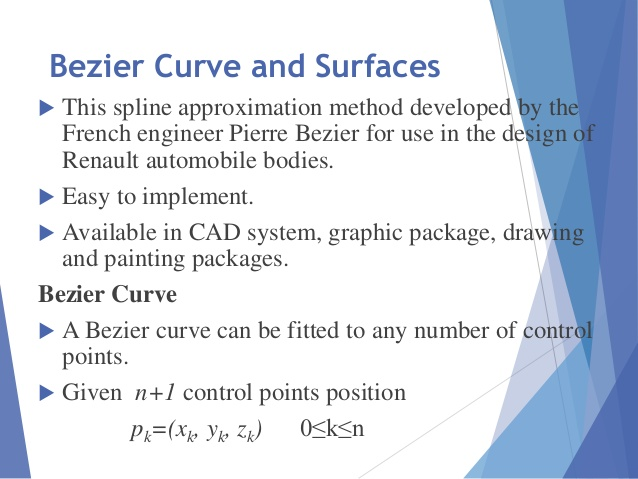 Bezier Curve and Surfaces
▶ This spline approximation method developed by the
French engineer Pierre Bezier for use in the design of
Renault automobile bodies.
▶ Easy to implement.
▶ Available in CAD system, graphic package, drawing
and painting packages.
Bezier Curve
▶ A Bezier curve can be fitted to any number of control
points.
▶ Given n+1 control points position
pₖ=(xₖ, yₖ, zₖ) 0≤k≤n